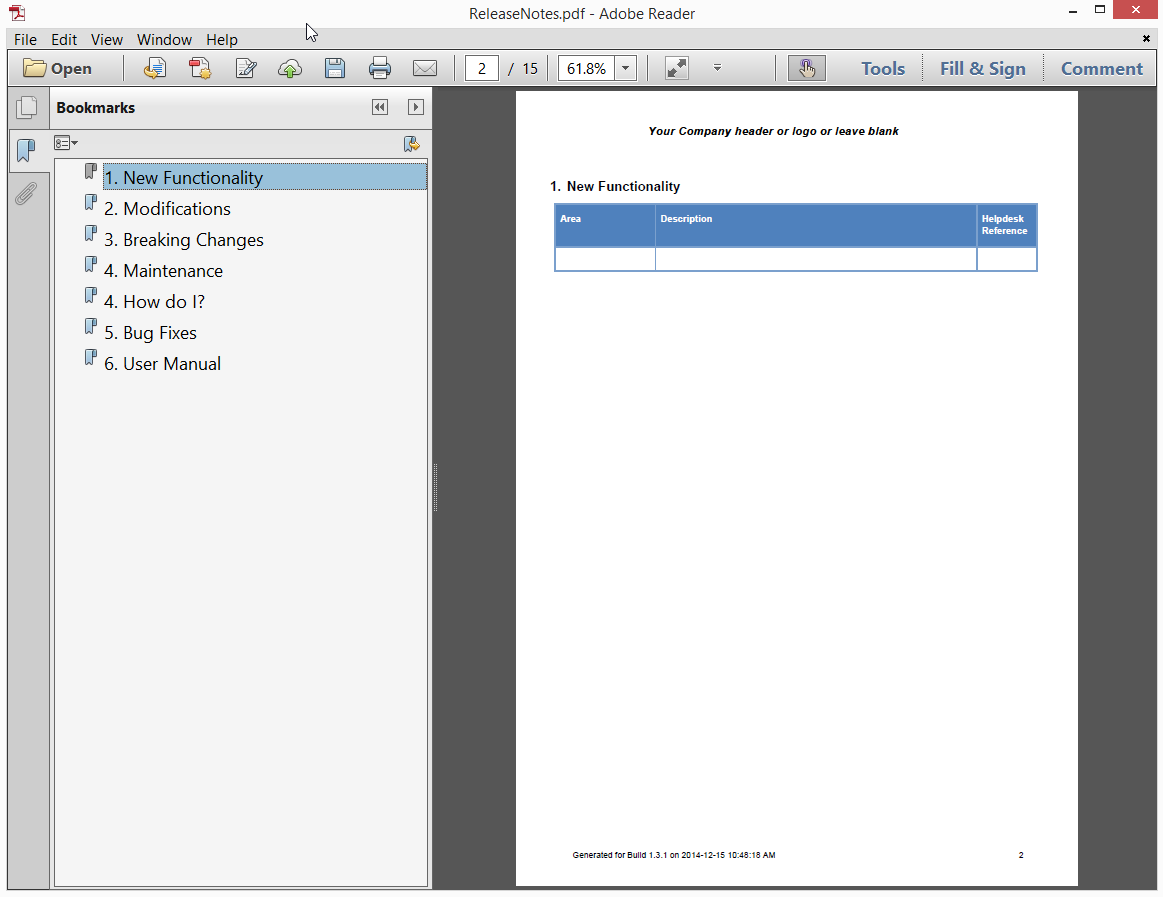 ReleaseNotes.pdf - Adobe Reader
File Edit View Window Help
Open 2 / 15 61.8% Tools Fill & Sign Comment
Bookmarks
1. New Functionality
2. Modifications
3. Breaking Changes
4. Maintenance
4. How do I?
5. Bug Fixes
6. User Manual
Your Company header or logo or leave blank
1. New Functionality
Area Description Helpdesk
Reference
Generated for Build 1.3.1 on 2014-12-15 10:48:18 AM 2